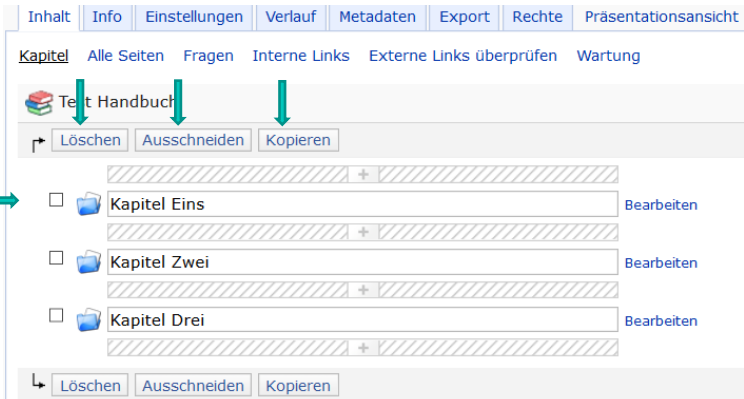 Inhalt Info Einstellungen Verlauf Metadaten Export Rechte Präsentationsansicht
Kapitel Alle Seiten Fragen Interne Links Externe Links überprüfen Wartung
Test Handbuch
Löschen Ausschneiden Kopieren
+
Kapitel Eins Bearbeiten
+
Kapitel Zwei Bearbeiten
+
Kapitel Drei Bearbeiten
+
Löschen Ausschneiden Kopieren